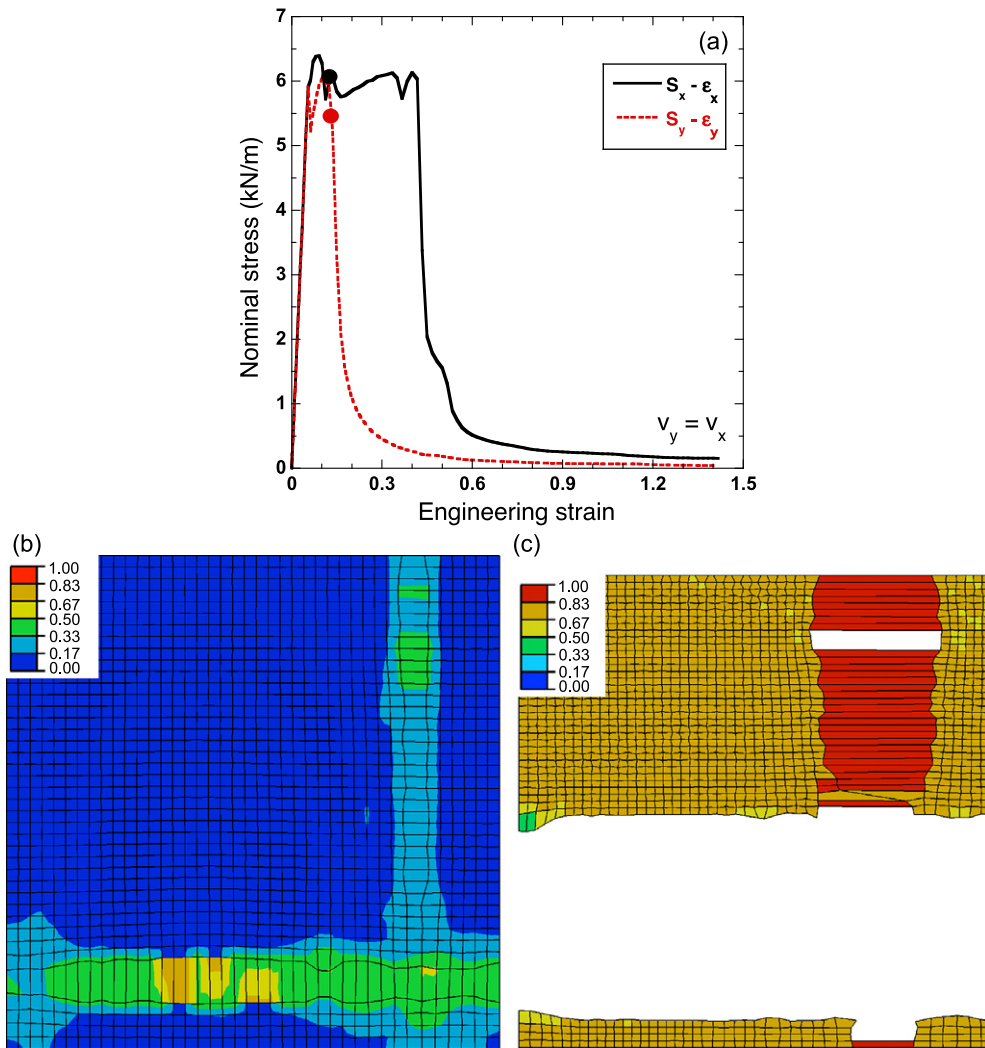 (a)
7
6
5
4
3
2
1
0
Nominal stress (kN/m)
S_x - ε_x
S_y - ε_y
v_y = v_x
0 0.3 0.6 0.9 1.2 1.5
Engineering strain
(b)
1.00
0.83
0.67
0.50
0.33
0.17
0.00
(c)
1.00
0.83
0.67
0.50
0.33
0.17
0.00